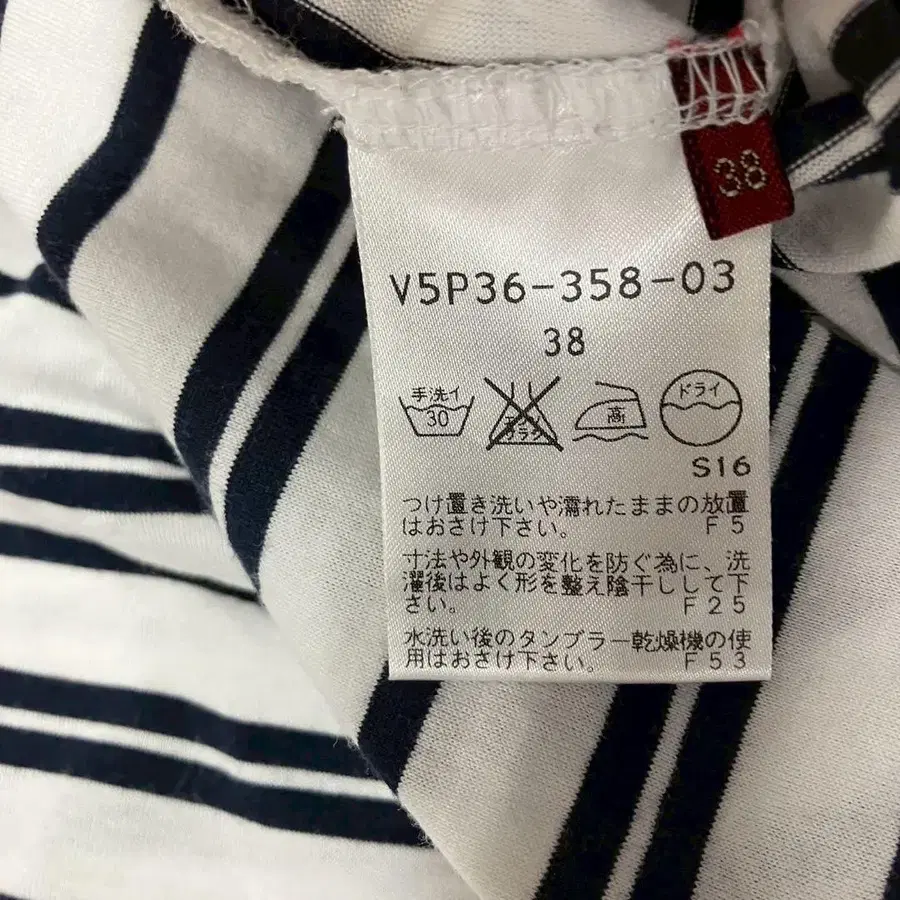 38
V5P36-358-03
38
手洗イ
30
エンソ
サラシ
高
ドライ
S16
つけ置き洗いや濡れたままの放置
はおさけ下さい。 F5
寸法や外観の変化を防ぐ為に、洗
濯後はよく形を整え陰干しして下
さい。 F25
水洗い後のタンブラー乾燥機の使
用はおさけ下さい。 F53